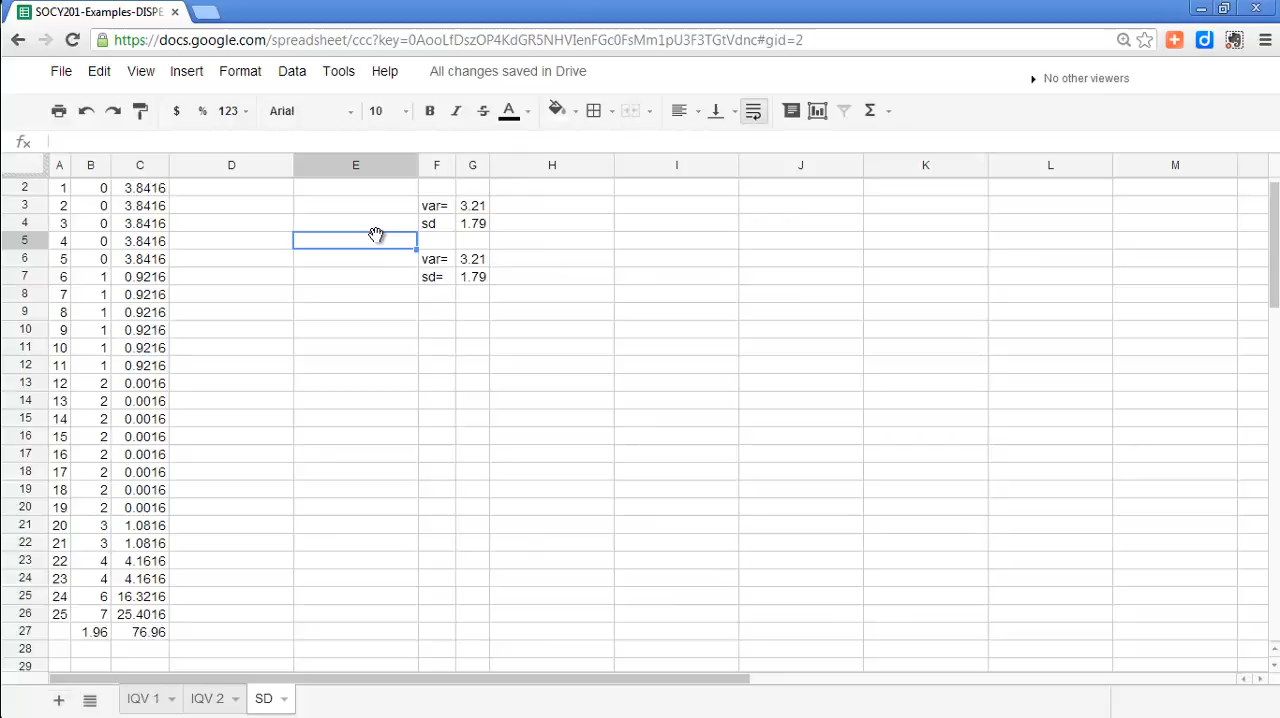 SOCY201-Examples-DISPE
https://docs.google.com/spreadsheet/ccc?key=0AooLfDszOP4KdGR5NHVIenFGc0FsMm1pU3F3TGtVdnc#gid=2
File Edit View Insert Format Data Tools Help All changes saved in Drive No other viewers
$ % 123 Arial 10 B I S A Σ
fx
A B C D E F G H I J K L M
2 1 0 3.8416
3 2 0 3.8416 var= 3.21
4 3 0 3.8416 sd 1.79
5 4 0 3.8416
6 5 0 3.8416 var= 3.21
7 6 1 0.9216 sd= 1.79
8 7 1 0.9216
9 8 1 0.9216
10 9 1 0.9216
11 10 1 0.9216
12 11 1 0.9216
13 12 2 0.0016
14 13 2 0.0016
15 14 2 0.0016
16 15 2 0.0016
17 16 2 0.0016
18 17 2 0.0016
19 18 2 0.0016
20 19 2 0.0016
21 20 3 1.0816
22 21 3 1.0816
23 22 4 4.1616
24 23 4 4.1616
25 24 6 16.3216
26 25 7 25.4016
27 1.96 76.96
28
29
IQV 1 IQV 2 SD